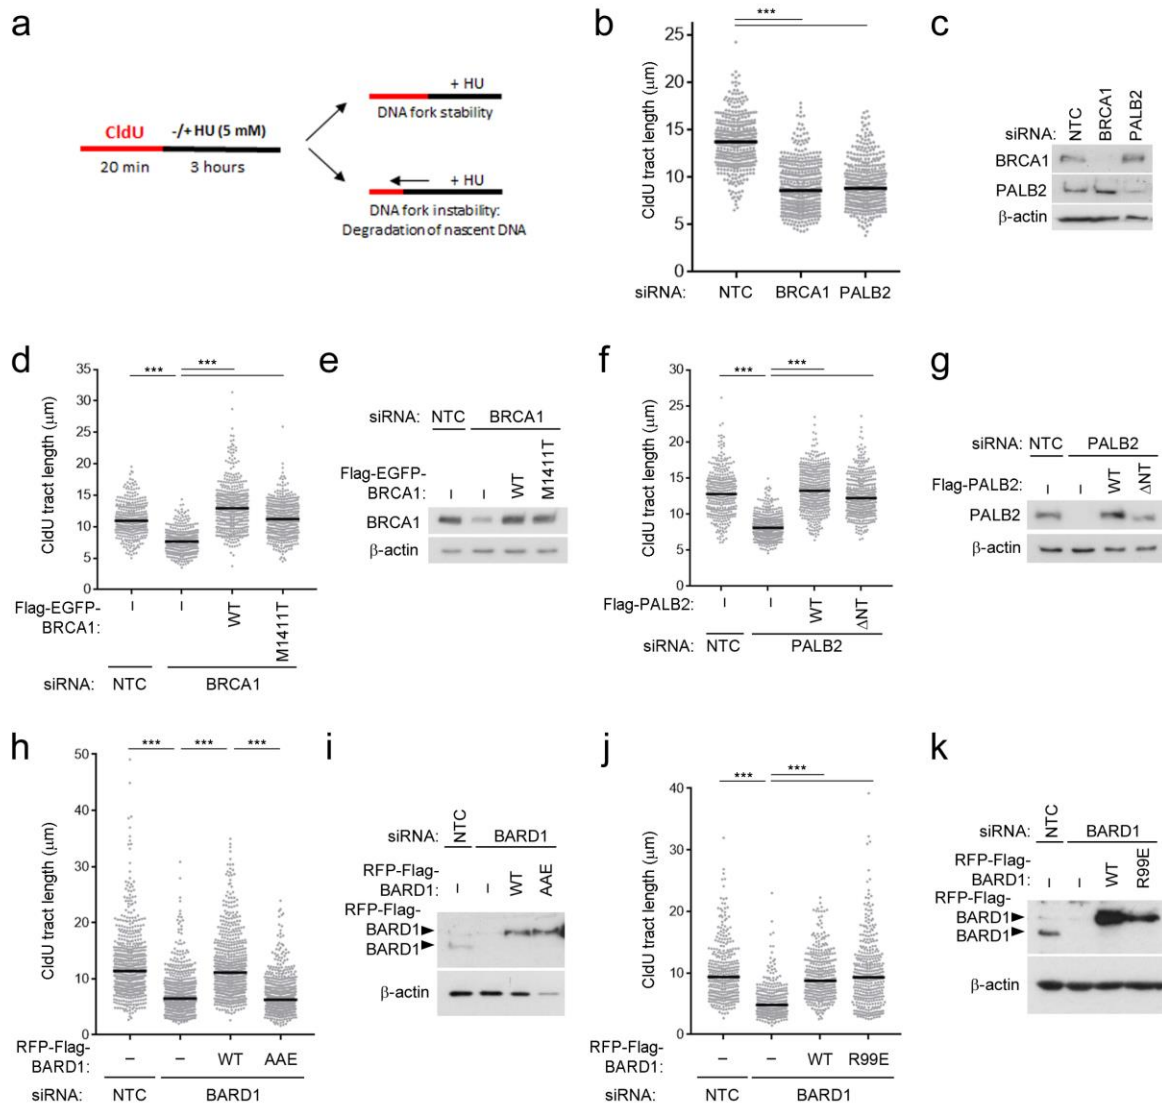 a
CldU
-/+ HU (5 mM)
20 min
3 hours
+ HU
DNA fork stability
+ HU
DNA fork instability:
Degradation of nascent DNA
b
CldU tract length (μm)
25
20
15
10
5
0
***
siRNA: NTC BRCA1 PALB2
c
siRNA: NTC BRCA1 PALB2
BRCA1
PALB2
β-actin
d
CldU tract length (μm)
35
30
25
20
15
10
5
0
*** ***
Flag-EGFP-
BRCA1: – – WT M1411T
siRNA: NTC BRCA1
e
siRNA: NTC BRCA1
Flag-EGFP-
BRCA1: – – WT M1411T
BRCA1
β-actin
f
CldU tract length (μm)
30
25
20
15
10
5
0
*** ***
Flag-PALB2: – – WT ΔNT
siRNA: NTC PALB2
g
siRNA: NTC PALB2
Flag-PALB2: – – WT ΔNT
PALB2
β-actin
h
CldU tract length (μm)
50
40
30
20
10
0
*** *** ***
RFP-Flag-
BARD1: – – WT AAE
siRNA: NTC BARD1
i
siRNA: NTC BARD1
RFP-Flag-
BARD1: – – WT AAE
RFP-Flag-
BARD1
BARD1
β-actin
j
CldU tract length (μm)
40
30
20
10
0
*** ***
RFP-Flag-
BARD1: – – WT R99E
siRNA: NTC BARD1
k
siRNA: NTC BARD1
RFP-Flag-
BARD1: – – WT R99E
RFP-Flag-
BARD1
BARD1
β-actin